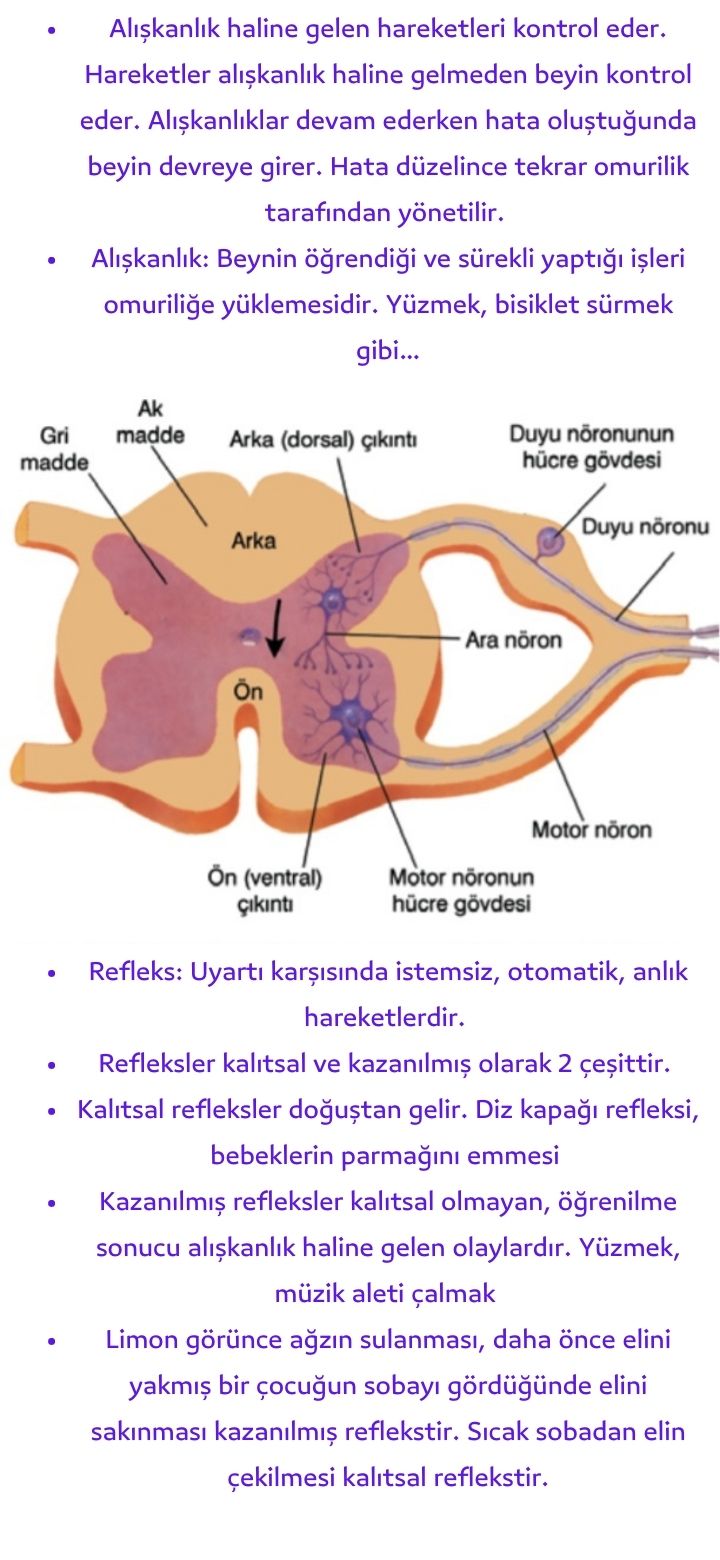 • Alışkanlık haline gelen hareketleri kontrol eder.
Hareketler alışkanlık haline gelmeden beyin kontrol
eder. Alışkanlıklar devam ederken hata oluştuğunda
beyin devreye girer. Hata düzelince tekrar omurilik
tarafından yönetilir.
• Alışkanlık: Beynin öğrendiği ve sürekli yaptığı işleri
omuriliğe yüklemesidir. Yüzmek, bisiklet sürmek
gibi...
Gri
madde
Ak
madde
Arka (dorsal) çıkıntı
Duyu nöronunun
hücre gövdesi
Duyu nöronu
Arka
Ara nöron
Ön
Motor nöron
Ön (ventral)
çıkıntı
Motor nöronun
hücre gövdesi
• Refleks: Uyartı karşısında istemsiz, otomatik, anlık
hareketlerdir.
• Refleksler kalıtsal ve kazanılmış olarak 2 çeşittir.
• Kalıtsal refleksler doğuştan gelir. Diz kapağı refleksi,
bebeklerin parmağını emmesi
• Kazanılmış refleksler kalıtsal olmayan, öğrenilme
sonucu alışkanlık haline gelen olaylardır. Yüzmek,
müzik aleti çalmak
• Limon görünce ağzın sulanması, daha önce elini
yakmış bir çocuğun sobayı gördüğünde elini
sakınması kazanılmış reflekstir. Sıcak sobadan elin
çekilmesi kalıtsal reflekstir.